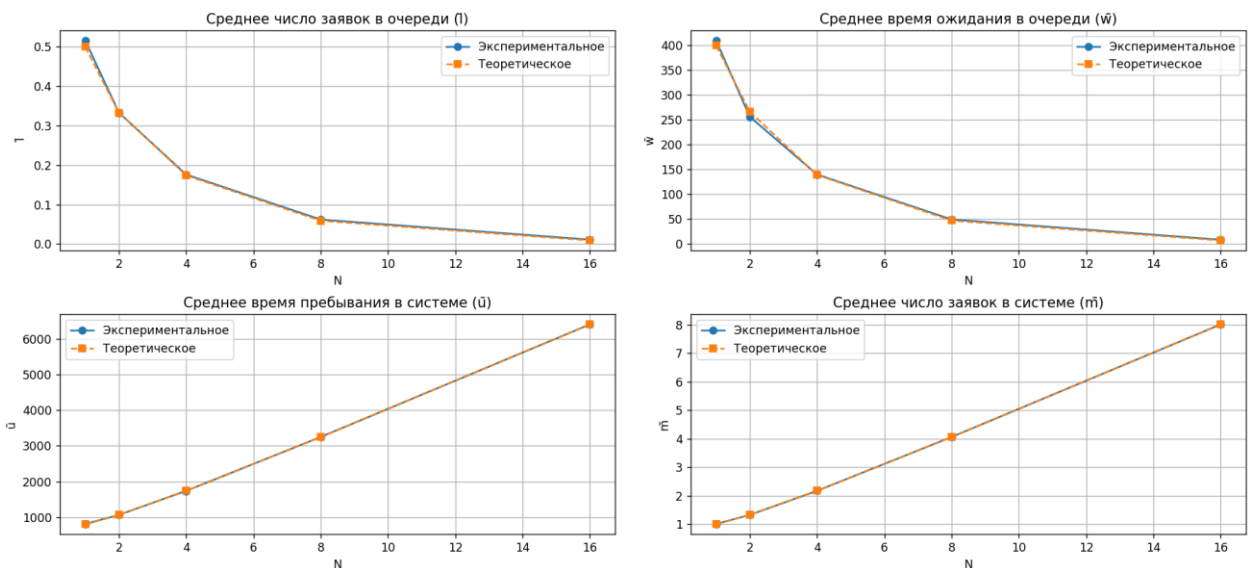 Среднее число заявок в очереди (l̄)
0.5
0.4
0.3
0.2
0.1
0.0
l̄
2 4 6 8 10 12 14 16
N
Экспериментальное
Теоретическое
Среднее время ожидания в очереди (w̄)
400
350
300
250
200
150
100
50
0
w̄
2 4 6 8 10 12 14 16
N
Экспериментальное
Теоретическое
Среднее время пребывания в системе (ū)
6000
5000
4000
3000
2000
1000
ū
2 4 6 8 10 12 14 16
N
Экспериментальное
Теоретическое
Среднее число заявок в системе (m̄)
8
7
6
5
4
3
2
1
m̄
2 4 6 8 10 12 14 16
N
Экспериментальное
Теоретическое